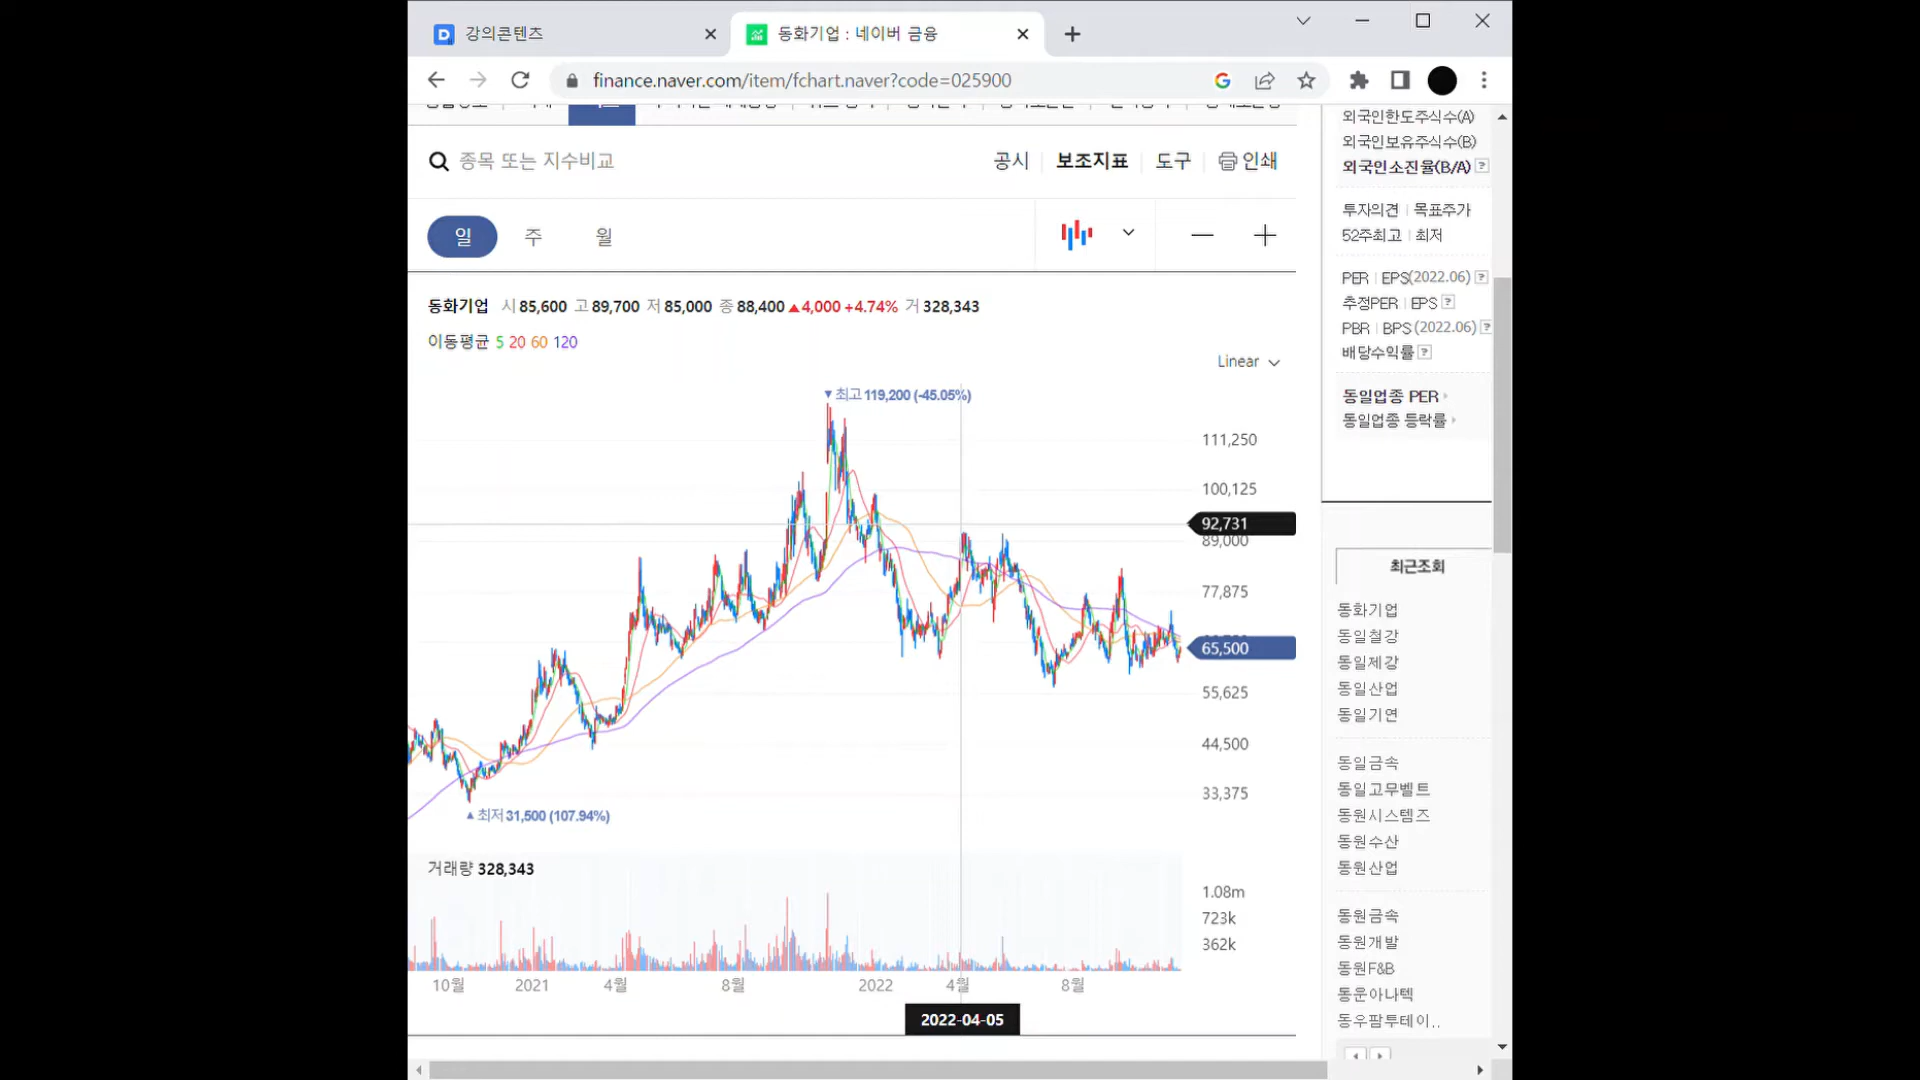 강의콘텐츠
동화기업 : 네이버 금융
finance.naver.com/item/fchart.naver?code=025900
종목 또는 지수비교
공시
보조지표
도구
인쇄
일
주
월
동화기업 시 85,600 고 89,700 저 85,000 종 88,400 ▲4,000 +4.74% 거 328,343
이동평균 5 20 60 120
Linear
▼최고 119,200 (-45.05%)
111,250
100,125
92,731
89,000
77,875
65,500
55,625
44,500
33,375
▲최저 31,500 (107.94%)
거래량 328,343
1.08m
723k
362k
10월
2021
4월
8월
2022
4월
8월
2022-04-05
외국인한도주식수(A)
외국인보유주식수(B)
외국인소진율(B/A) ?
투자의견 | 목표주가
52주최고 | 최저
PER | EPS(2022.06) ?
추정PER | EPS ?
PBR | BPS (2022.06) ?
배당수익률 ?
동일업종 PER
동일업종 등락률
최근조회
동화기업
동일철강
동일제강
동일산업
동일기연
동일금속
동일고무벨트
동원시스템즈
동원수산
동원산업
동원금속
동원개발
동원F&B
동운아나텍
동우팜투테이..